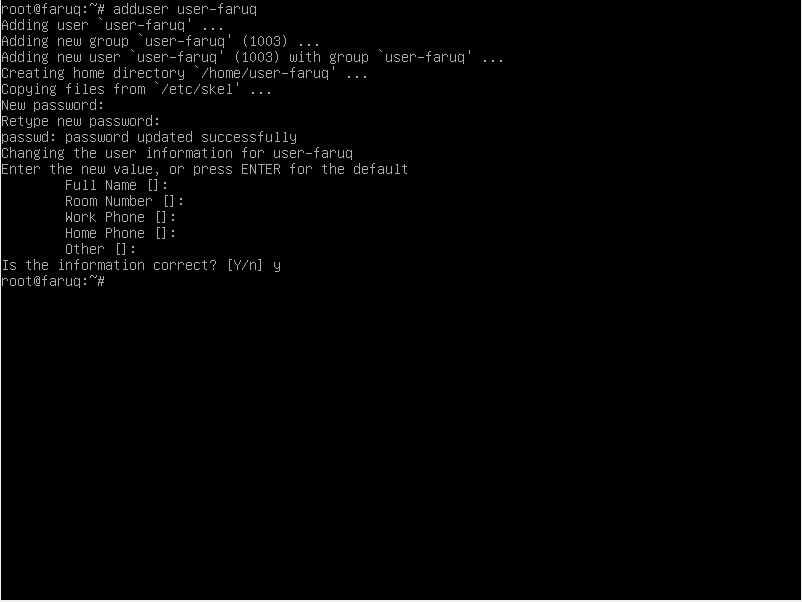 root@faruq:~# adduser user-faruq
Adding user `user-faruq' ...
Adding new group `user-faruq' (1003) ...
Adding new user `user-faruq' (1003) with group `user-faruq' ...
Creating home directory `/home/user-faruq' ...
Copying files from `/etc/skel' ...
New password:
Retype new password:
passwd: password updated successfully
Changing the user information for user-faruq
Enter the new value, or press ENTER for the default
        Full Name []:
        Room Number []:
        Work Phone []:
        Home Phone []:
        Other []:
Is the information correct? [Y/n] y
root@faruq:~#